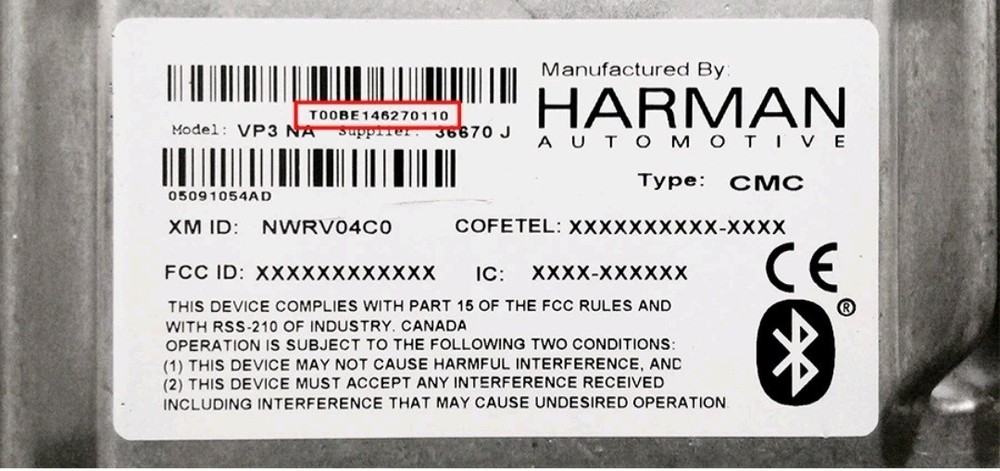 Manufactured By:
HARMAN
AUTOMOTIVE
T00BE146270110
Model: VP3 NA Supplier: 36670 J
Type: CMC
05091054AD
XM ID: NWRV04C0 COFETEL: XXXXXXXXXX-XXXX
FCC ID: XXXXXXXXXXXX IC: XXXX-XXXXXX
CE
THIS DEVICE COMPLIES WITH PART 15 OF THE FCC RULES AND
WITH RSS-210 OF INDUSTRY. CANADA
OPERATION IS SUBJECT TO THE FOLLOWING TWO CONDITIONS:
(1) THIS DEVICE MAY NOT CAUSE HARMFUL INTERFERENCE, AND
(2) THIS DEVICE MUST ACCEPT ANY INTERFERENCE RECEIVED
INCLUDING INTERFERENCE THAT MAY CAUSE UNDESIRED OPERATION
®